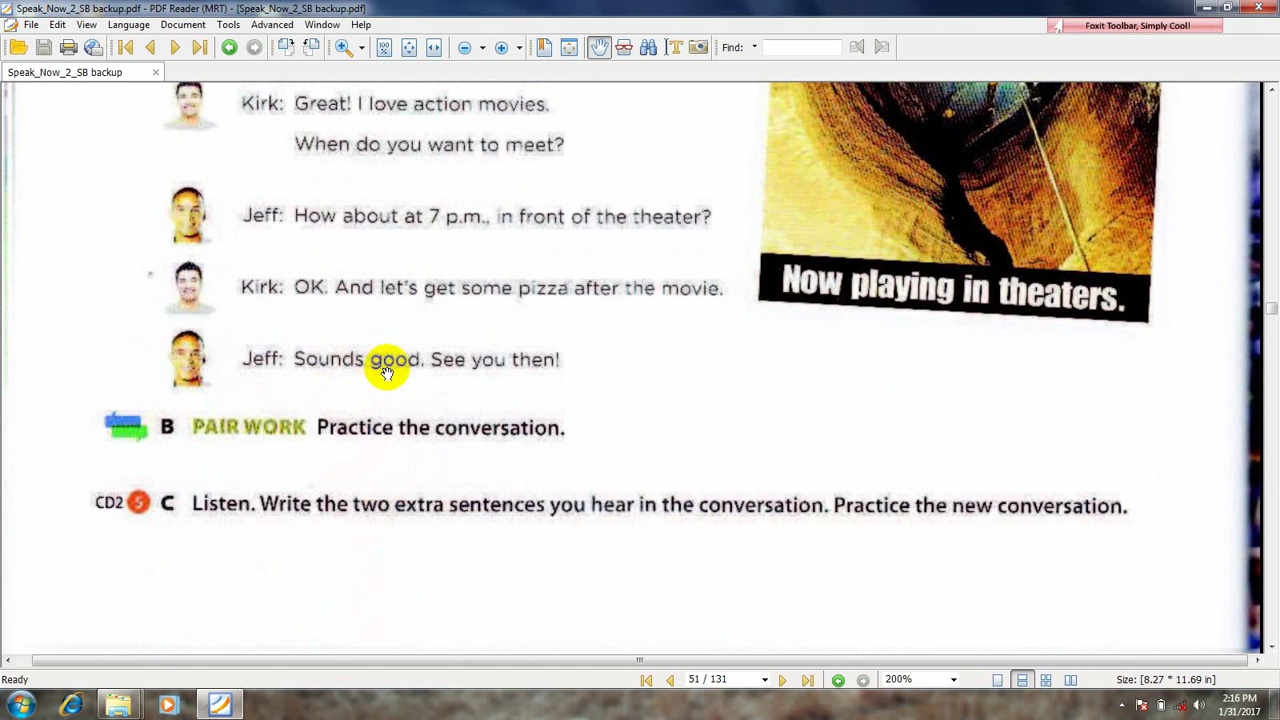 Speak_Now_2_SB backup.pdf - PDF Reader (MRT) - [Speak_Now_2_SB backup.pdf]
File Edit View Language Document Tools Advanced Window Help
Foxit Toolbar, Simply Cool!
Find:
Speak_Now_2_SB backup
Kirk: Great! I love action movies.
When do you want to meet?
Jeff: How about at 7 p.m., in front of the theater?
Kirk: OK. And let's get some pizza after the movie.
Now playing in theaters.
Jeff: Sounds good. See you then!
B PAIR WORK Practice the conversation.
CD2 5 C Listen. Write the two extra sentences you hear in the conversation. Practice the new conversation.
Ready 51 / 131 200% Size: [8.27 * 11.69 in]
2:16 PM
1/31/2017